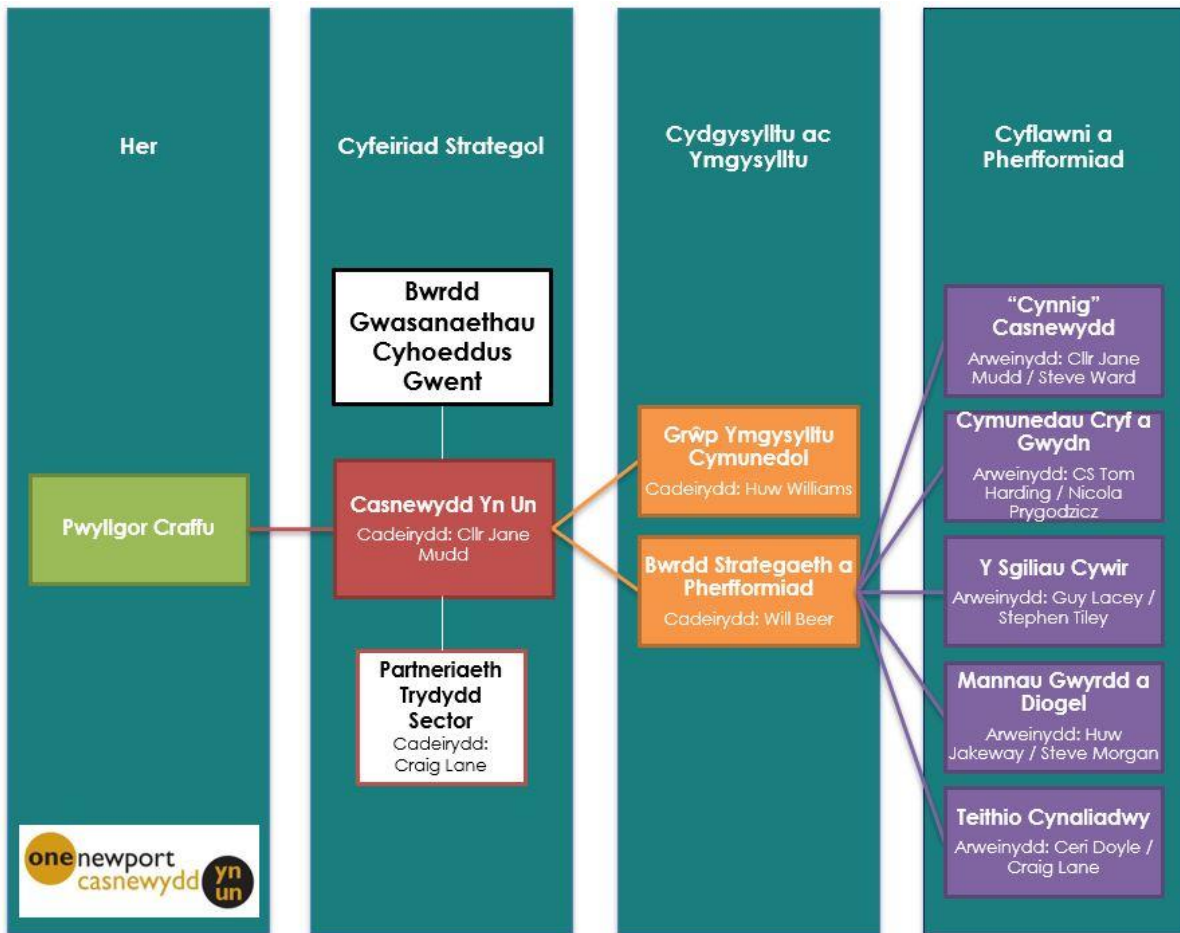 Her
Pwyllgor Craffu
one newport
casnewydd
yn
un
Cyfeiriad Strategol
Bwrdd
Gwasanaethau
Cyhoeddus
Gwent
Casnewydd Yn Un
Cadeirydd: Cllr Jane
Mudd
Partneriaeth
Trydydd
Sector
Cadeirydd:
Craig Lane
Cydgysylltu ac
Ymgysylltu
Grŵp Ymgysylltu
Cymunedol
Cadeirydd: Huw Williams
Bwrdd Strategaeth a
Pherfformiad
Cadeirydd: Will Beer
Cyflawni a
Pherfformiad
“Cynnig”
Casnewydd
Arweinydd: Cllr Jane
Mudd / Steve Ward
Cymunedau Cryf a
Gwydn
Arweinydd: CS Tom
Harding / Nicola
Prygodzicz
Y Sgiliau Cywir
Arweinydd: Guy Lacey /
Stephen Tiley
Mannau Gwyrdd a
Diogel
Arweinydd: Huw
Jakeway / Steve Morgan
Teithio Cynaliadwy
Arweinydd: Ceri Doyle /
Craig Lane